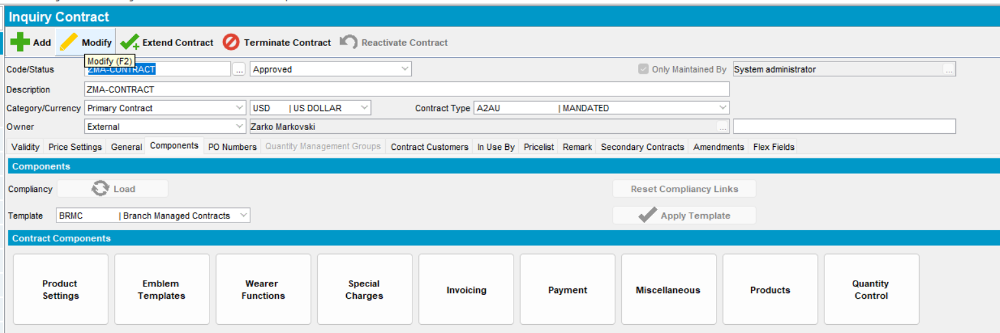 Inquiry Contract
Add Modify Extend Contract Terminate Contract Reactivate Contract
Modify (F2)
Code/Status ZMA-CONTRACT ... Approved Only Maintained By System administrator ...
Description ZMA-CONTRACT
Category/Currency Primary Contract USD | US DOLLAR Contract Type A2AU | MANDATED
Owner External Zarko Markovski ...
Validity Price Settings General Components PO Numbers Quantity Management Groups Contract Customers In Use By Pricelist Remark Secondary Contracts Amendments Flex Fields
Components
Compliancy Load Reset Compliancy Links
Template BRMC | Branch Managed Contracts Apply Template
Contract Components
Product Settings
Emblem Templates
Wearer Functions
Special Charges
Invoicing
Payment
Miscellaneous
Products
Quantity Control